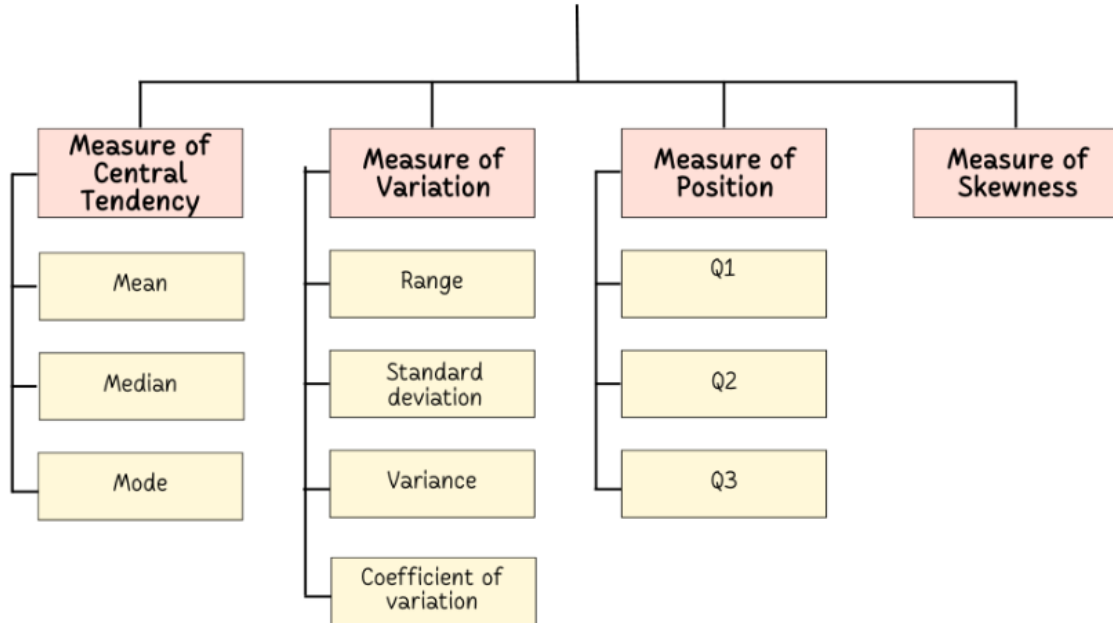 Measure of
Central
Tendency
Mean
Median
Mode
Measure of
Variation
Range
Standard
deviation
Variance
Coefficient of
variation
Measure of
Position
Q1
Q2
Q3
Measure of
Skewness